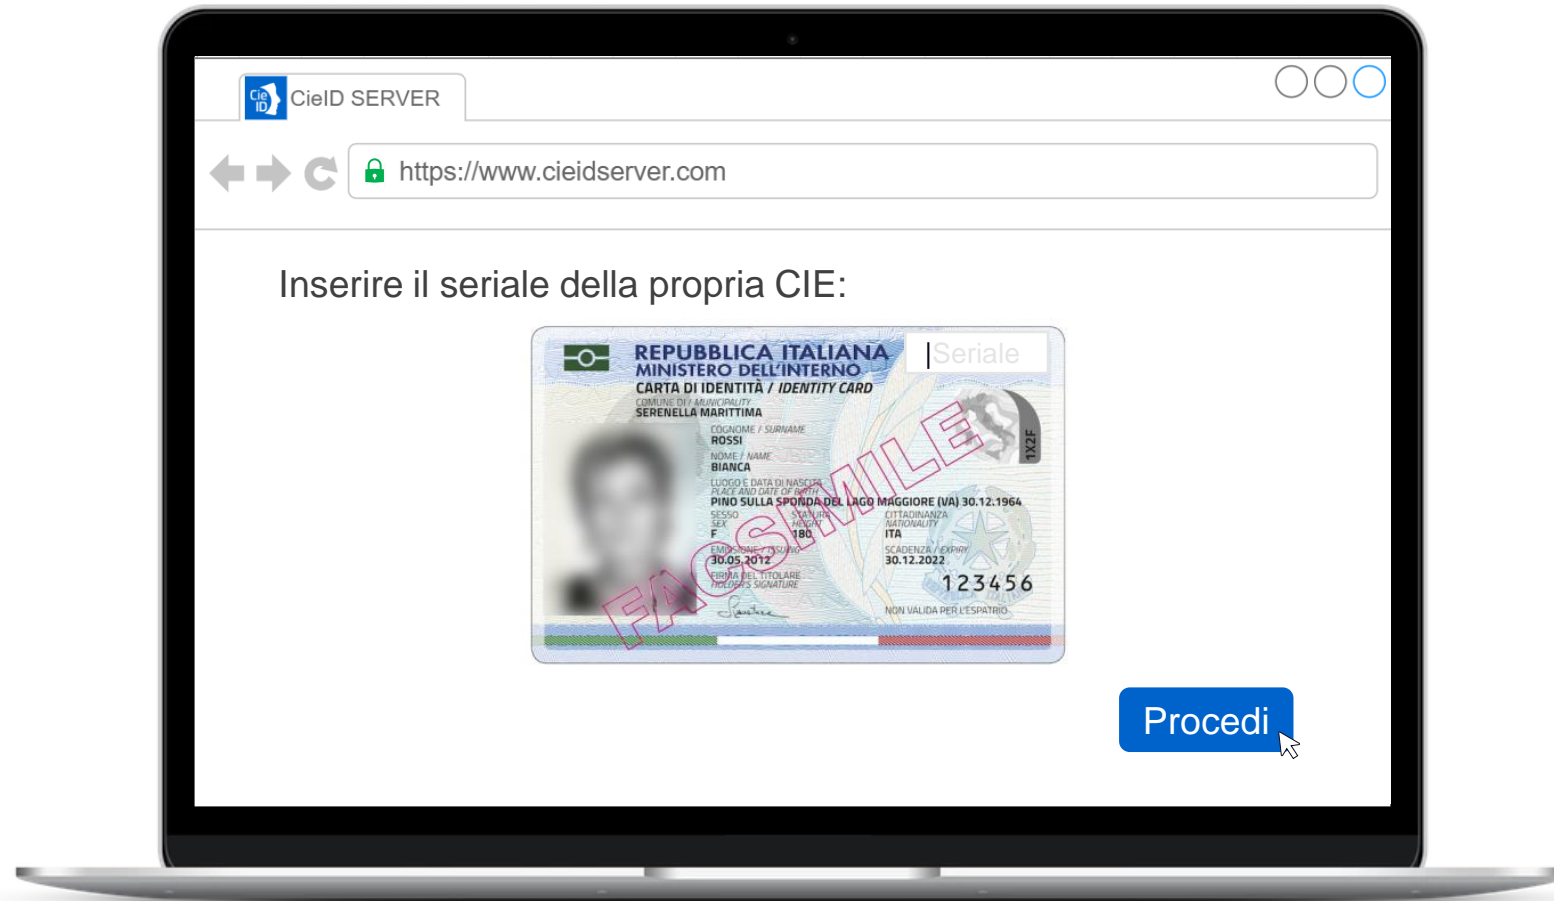 Cie
ID
CieID SERVER
https://www.cieidserver.com
Inserire il seriale della propria CIE:
REPUBBLICA ITALIANA
Seriale
MINISTERO DELL'INTERNO
CARTA DI IDENTITÀ / IDENTITY CARD
COMUNE DI / MUNICIPALITY
SERENELLA MARITTIMA
COGNOME / SURNAME
ROSSI
NOME / NAME
BIANCA
LUOGO E DATA DI NASCITA
PLACE AND DATE OF BIRTH
PINO SULLA SPONDA DEL LAGO MAGGIORE (VA) 30.12.1964
SESSO STATURA CITTADINANZA
SEX HEIGHT NATIONALITY
F 180 ITA
EMISSIONE / ISSUING SCADENZA / EXPIRY
30.05.2012 30.12.2022
FIRMA DEL TITOLARE
HOLDER'S SIGNATURE
123456
NON VALIDA PER L'ESPATRIO
1X2F
FACSIMILE
Procedi